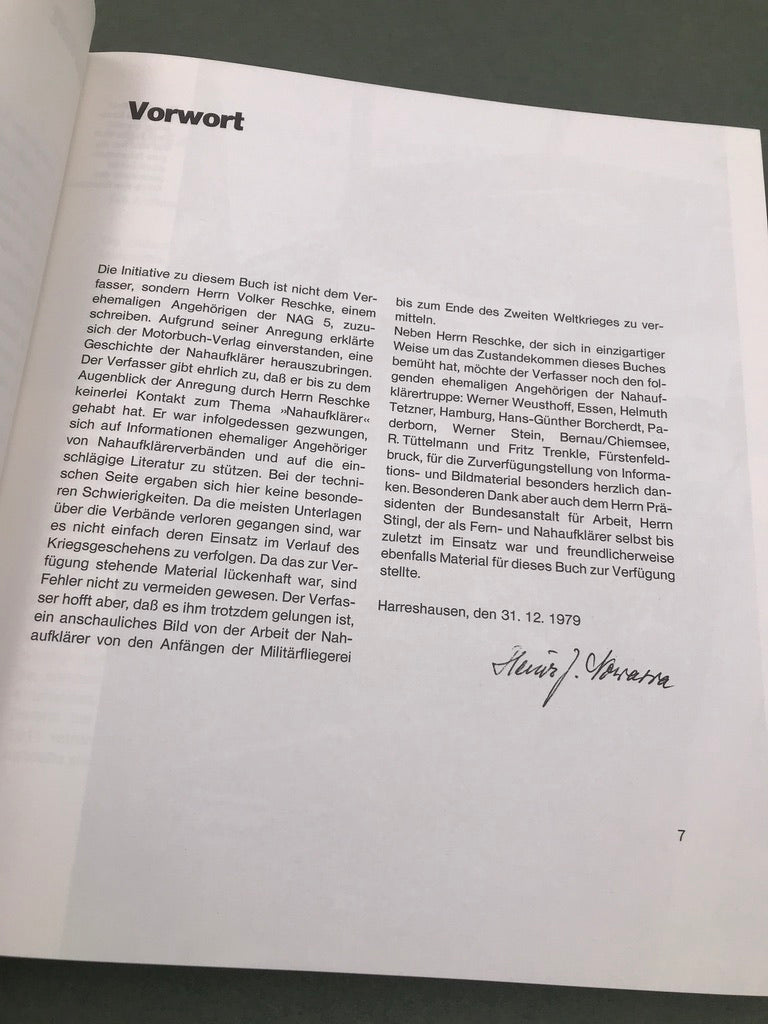 Vorwort
Die Initiative zu diesem Buch ist nicht dem Ver-
fasser, sondern Herrn Volker Reschke, einem
ehemaligen Angehörigen der NAG 5, zuzu-
schreiben. Aufgrund seiner Anregung erklärte
sich der Motorbuch-Verlag einverstanden, eine
Geschichte der Nahaufklärer herauszubringen.
Der Verfasser gibt ehrlich zu, daß er bis zu dem
Augenblick der Anregung durch Herrn Reschke
keinerlei Kontakt zum Thema »Nahaufklärer«
gehabt hat. Er war infolgedessen gezwungen,
sich auf Informationen ehemaliger Angehöriger
von Nahaufklärerverbänden und auf die ein-
schlägige Literatur zu stützen. Bei der techni-
schen Seite ergaben sich hier keine besonde-
ren Schwierigkeiten. Da die meisten Unterlagen
über die Verbände verloren gegangen sind, war
es nicht einfach deren Einsatz im Verlauf des
Kriegsgeschehens zu verfolgen. Da das zur Ver-
fügung stehende Material lückenhaft war, sind
Fehler nicht zu vermeiden gewesen. Der Verfas-
ser hofft aber, daß es ihm trotzdem gelungen ist,
ein anschauliches Bild von der Arbeit der Nah-
aufklärer von den Anfängen der Militärfliegerei
bis zum Ende des Zweiten Weltkrieges zu ver-
mitteln.
Neben Herrn Reschke, der sich in einzigartiger
Weise um das Zustandekommen dieses Buches
bemüht hat, möchte der Verfasser noch den fol-
genden ehemaligen Angehörigen der Nahauf-
klärertruppe: Werner Weusthoff, Essen, Helmuth
Tetzner, Hamburg, Hans-Günther Borcherdt, Pa-
derborn, Werner Stein, Bernau/Chiemsee,
R. Tüttelmann und Fritz Trenkle, Fürstenfeld-
bruck, für die Zurverfügungstellung von Informa-
tions- und Bildmaterial besonders herzlich dan-
ken. Besonderen Dank aber auch dem Herrn Prä-
sidenten der Bundesanstalt für Arbeit, Herrn
Stingl, der als Fern- und Nahaufklärer selbst bis
zuletzt im Einsatz war und freundlicherweise
ebenfalls Material für dieses Buch zur Verfügung
stellte.
Harreshausen, den 31. 12. 1979
Heinz J. Nowarra
7